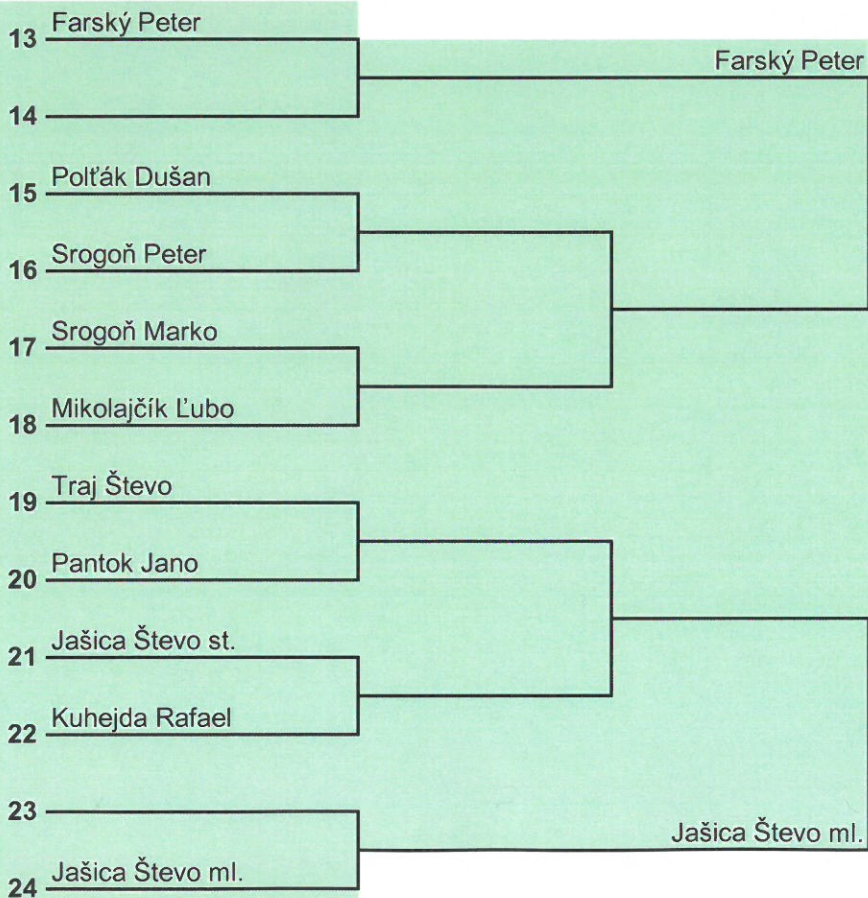 13 Farský Peter
Farský Peter
14
15 Polťák Dušan
16 Srogoň Peter
17 Srogoň Marko
18 Mikolajčík Ľubo
19 Traj Števo
20 Pantok Jano
21 Jašica Števo st.
22 Kuhejda Rafael
23
Jašica Števo ml.
24 Jašica Števo ml.